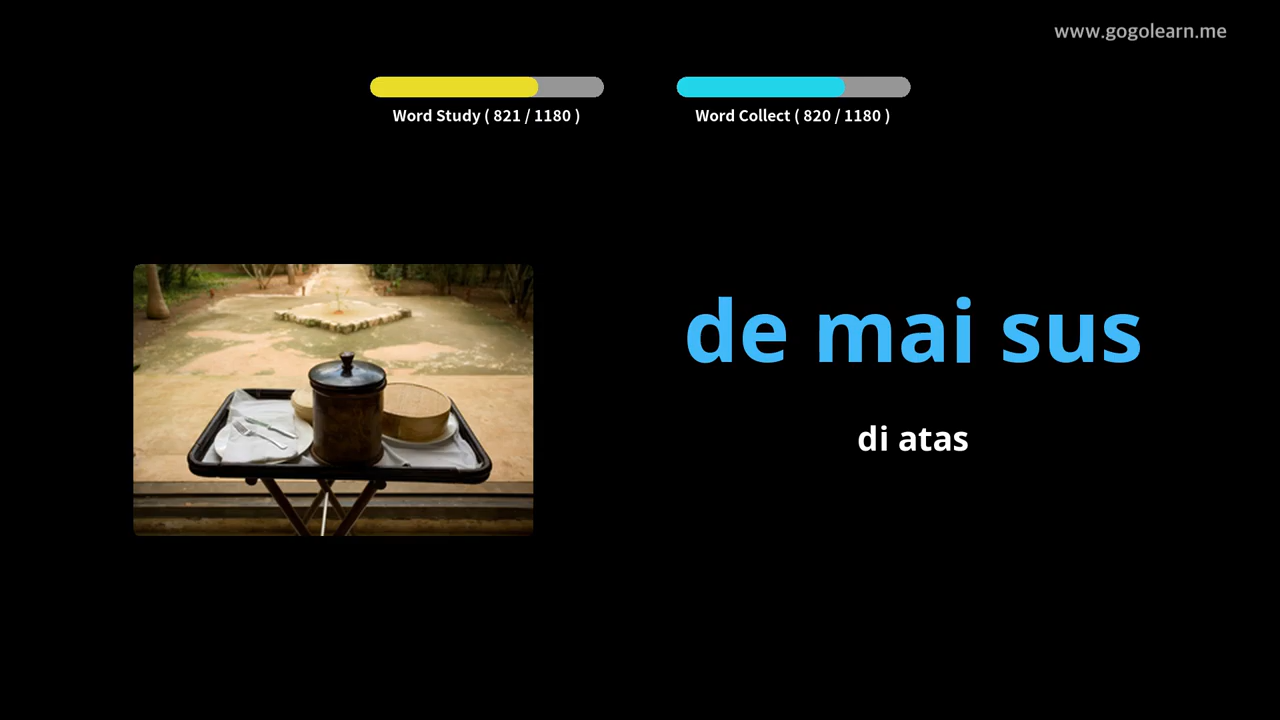 www.gogolearn.me
Word Study ( 821 / 1180 )
Word Collect ( 820 / 1180 )
de mai sus
di atas